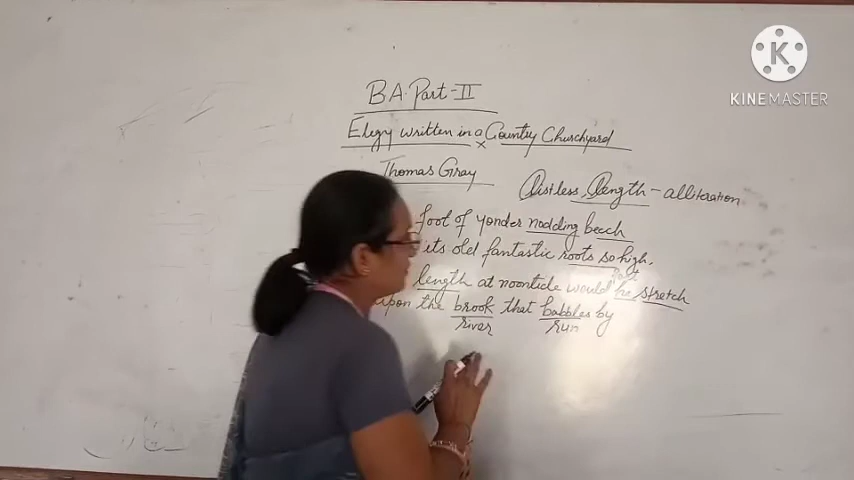 BA. Part - II
Elegy written in a Country Churchyard
x
Thomas Gray
Listless, length - alliteration
foot of yonder nodding beech
its old fantastic roots so high.
length at noontide would he stretch
Poet
upon the brook that babbles by
river run
KINEMASTER